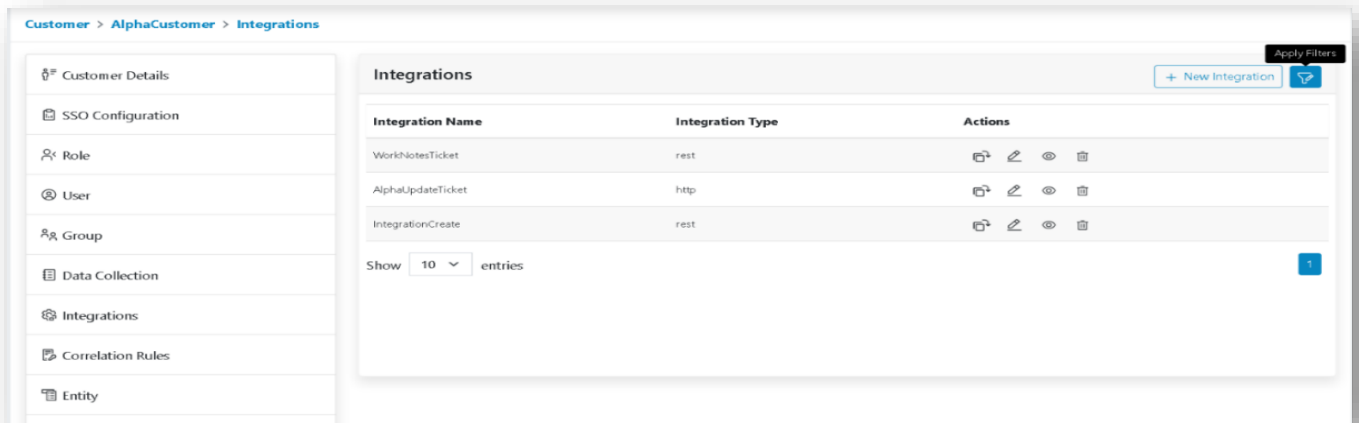 Customer > AlphaCustomer > Integrations
Apply Filters
Customer Details
SSO Configuration
Role
User
Group
Data Collection
Integrations
Correlation Rules
Entity
Integrations
+ New Integration
Integration Name Integration Type Actions
WorkNotesTicket rest
AlphaUpdateTicket http
IntegrationCreate rest
Show 10 entries
1